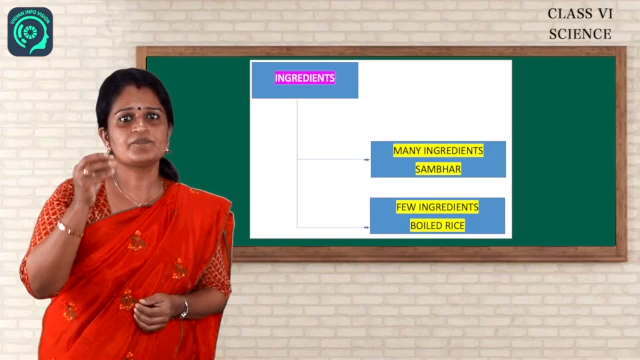 CLASS VI
SCIENCE
INGREDIENTS
MANY INGREDIENTS
SAMBHAR
FEW INGREDIENTS
BOILED RICE